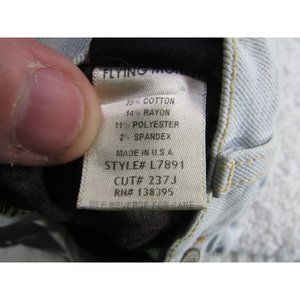 FLYING
% COTTON
14% RAYON
11% POLYESTER
2% SPANDEX
MADE IN U.S.A
STYLE# L7891
CUT# 237J
RN# 138395
SEE REVERSE FOR CARE